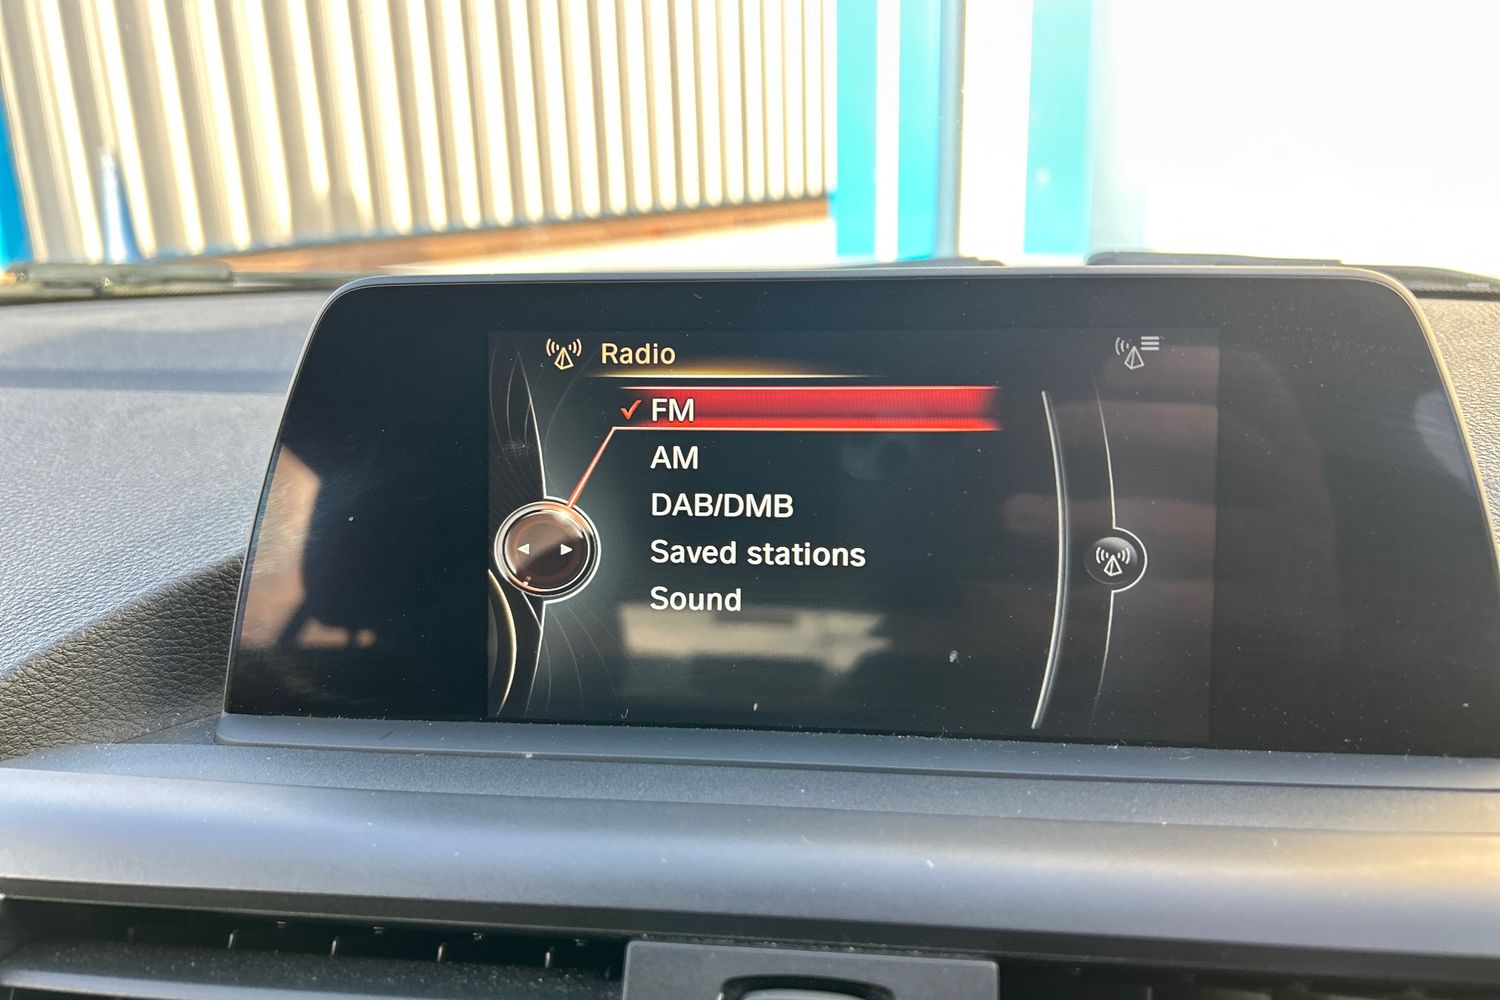 Radio
FM
AM
DAB/DMB
Saved stations
Sound